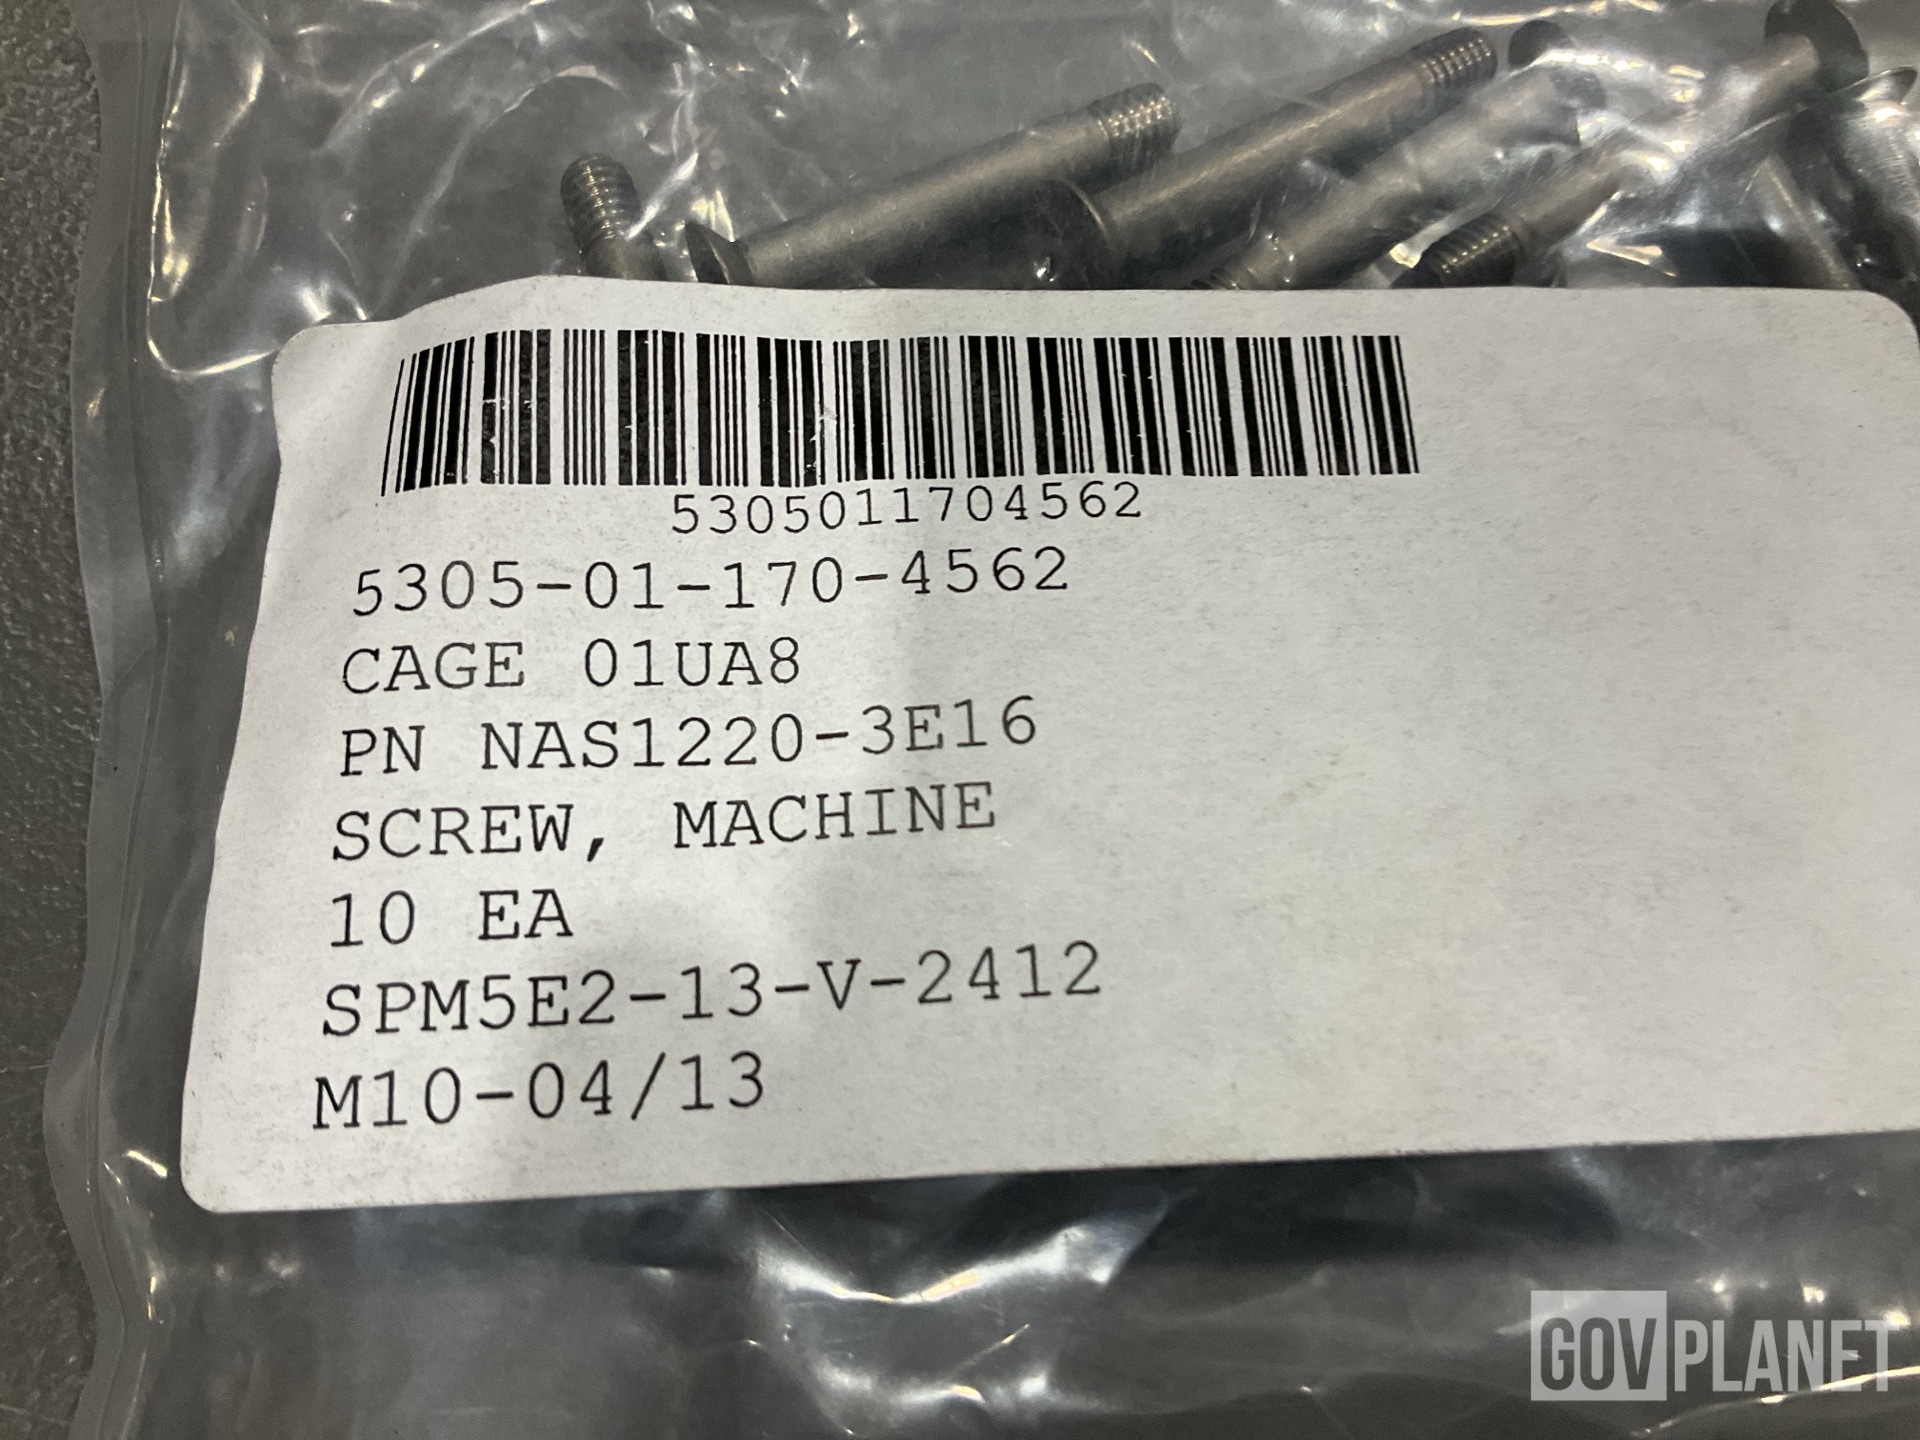 5305011704562
5305-01-170-4562
CAGE 01UA8
PN NAS1220-3E16
SCREW, MACHINE
10 EA
SPM5E2-13-V-2412
M10-04/13
GOVPLANET